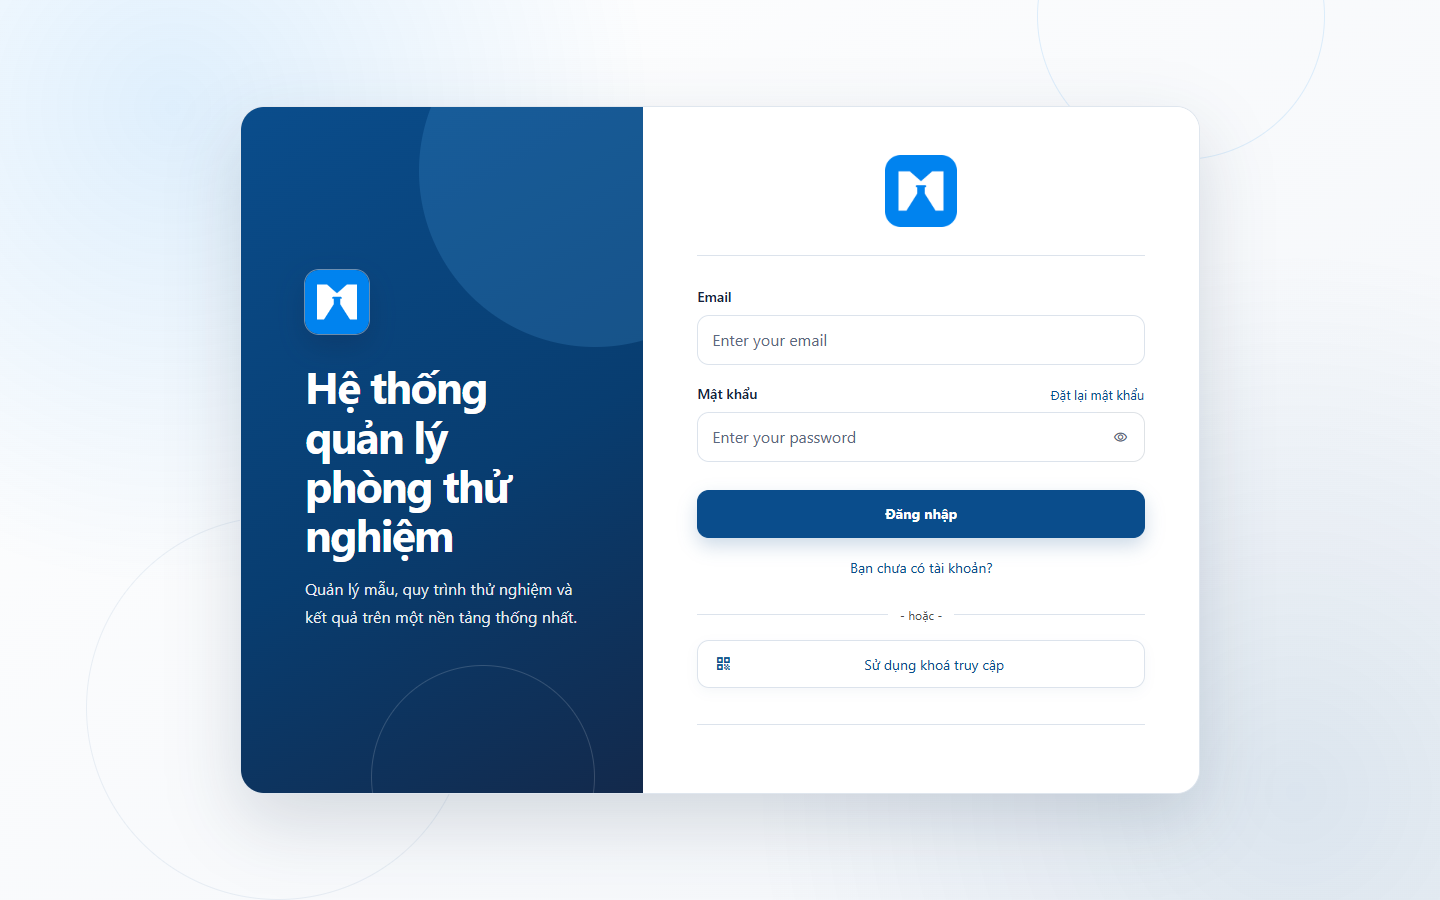 Hệ thống
quản lý
phòng thử
nghiệm
Quản lý mẫu, quy trình thử nghiệm và
kết quả trên một nền tảng thống nhất.
Email
Enter your email
Mật khẩu
Đặt lại mật khẩu
Enter your password
Đăng nhập
Bạn chưa có tài khoản?
- hoặc -
Sử dụng khoá truy cập